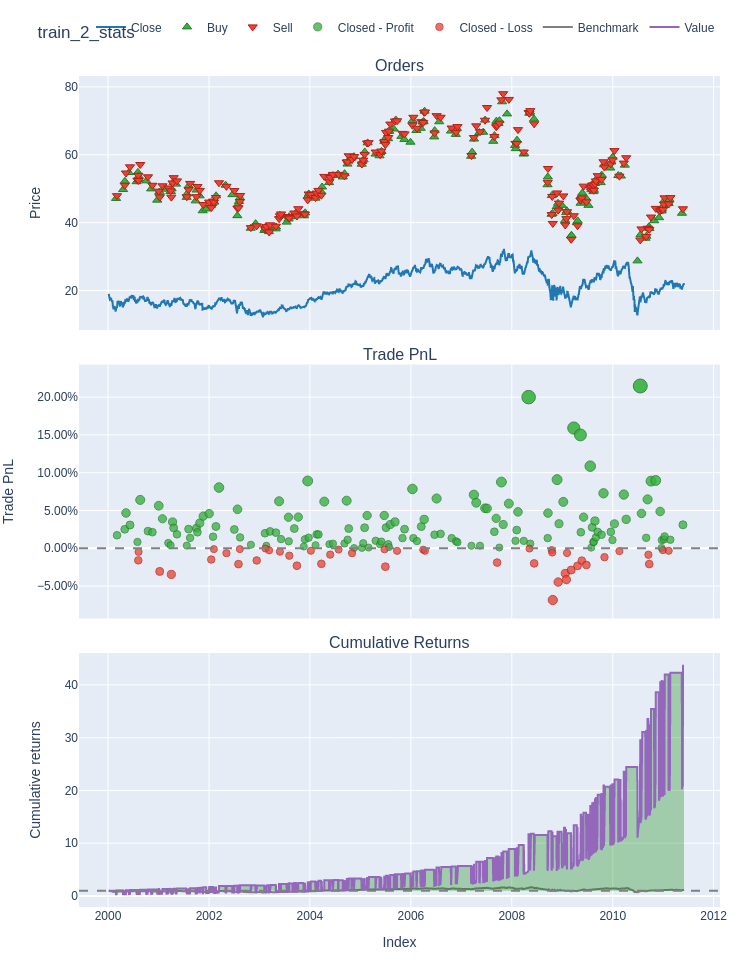 train_2_stats
Close Buy Sell Closed - Profit Closed - Loss Benchmark Value
Orders
80
60
40
20
Price
Trade PnL
20.00%
15.00%
10.00%
5.00%
0.00%
−5.00%
Trade PnL
Cumulative Returns
40
30
20
10
0
Cumulative returns
2000 2002 2004 2006 2008 2010 2012
Index